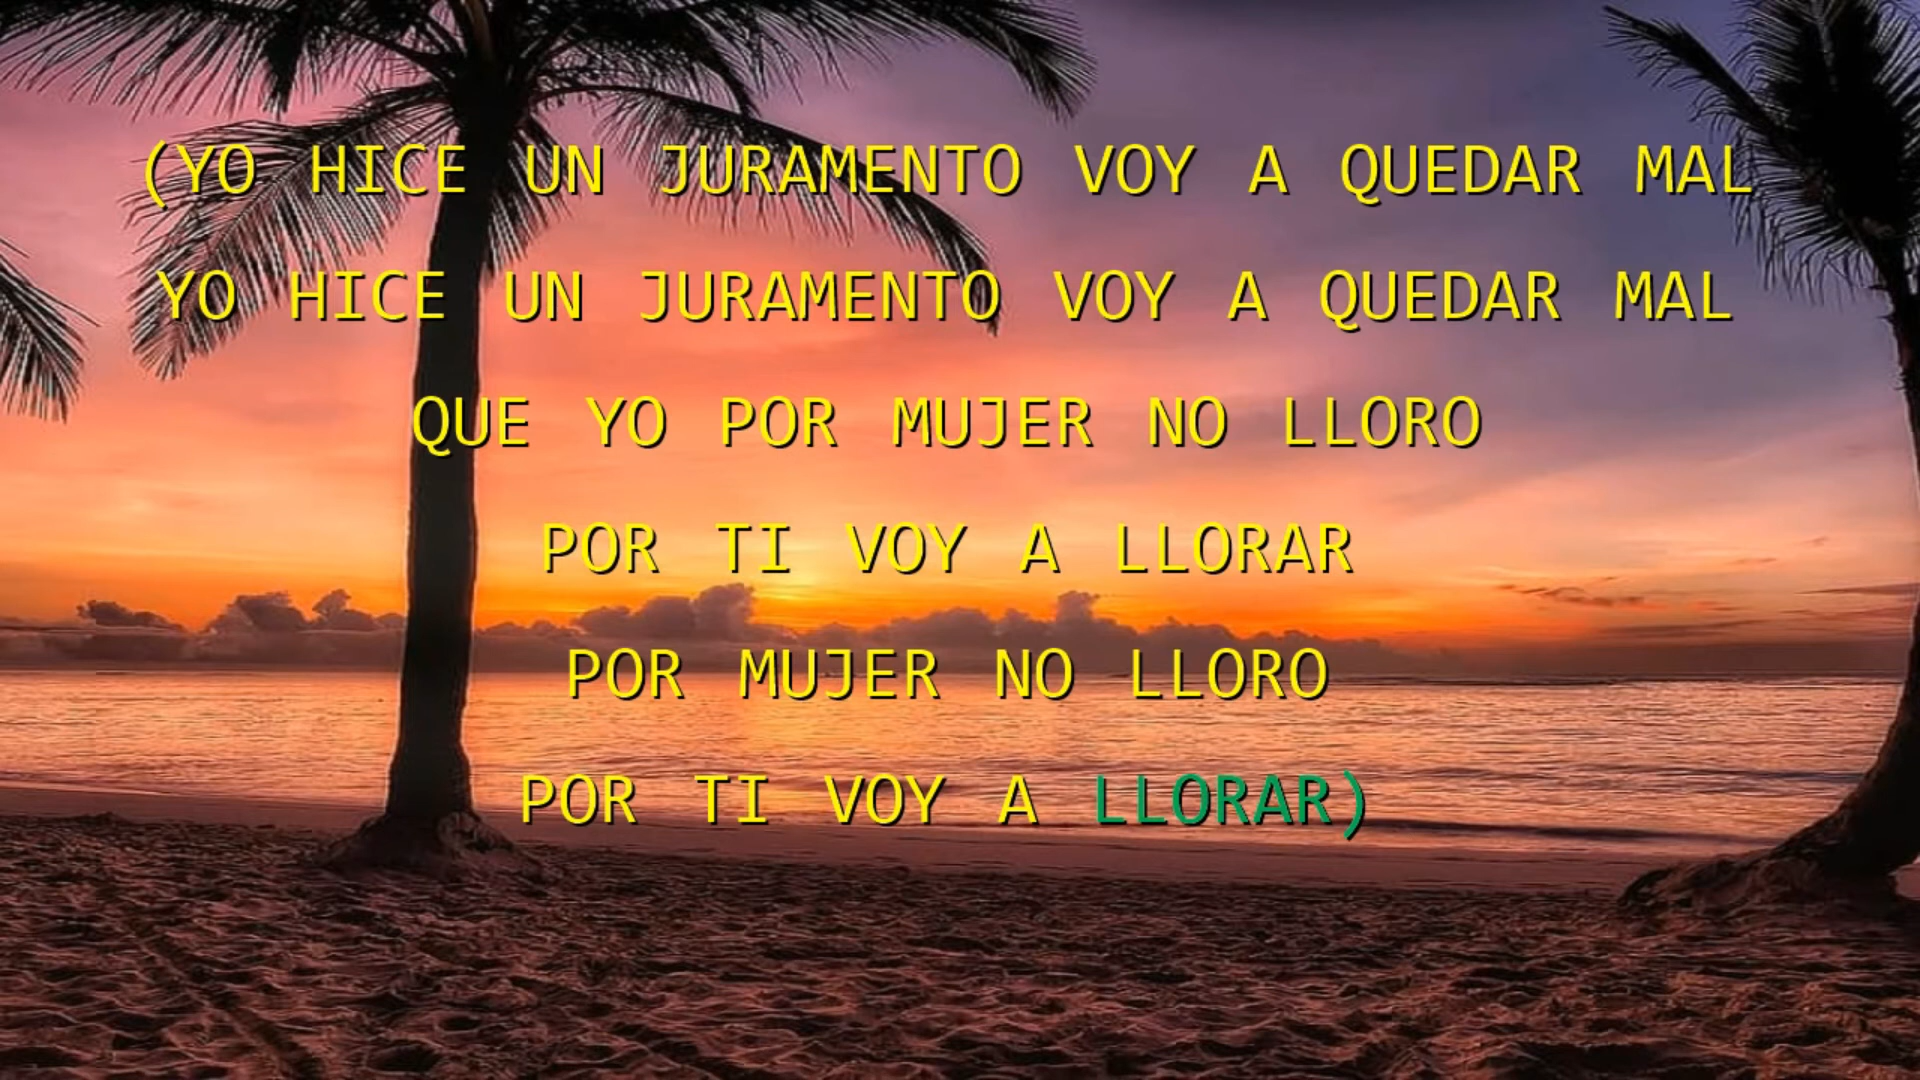 (YO HICE UN JURAMENTO VOY A QUEDAR MAL
YO HICE UN JURAMENTO VOY A QUEDAR MAL
QUE YO POR MUJER NO LLORO
POR TI VOY A LLORAR
POR MUJER NO LLORO
POR TI VOY A LLORAR)